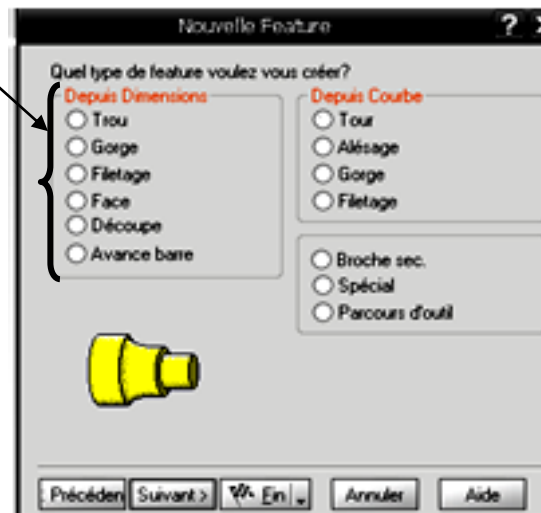 Nouvelle Feature ?
Quel type de feature voulez vous créer?
Depuis Dimensions
Trou
Gorge
Filetage
Face
Découpe
Avance barre
Depuis Courbe
Tour
Alésage
Gorge
Filetage
Broche sec.
Spécial
Parcours d'outil
Précéden
Suivant >
Fin
Annuler
Aide